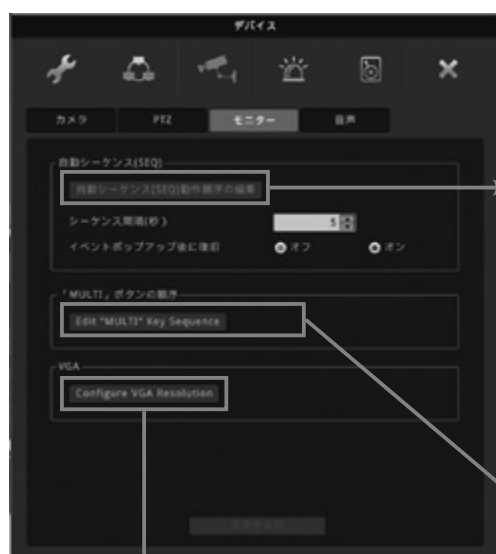 デバイス
カメラ PTZ モニター 音声
自動シーケンス(SEQ)
自動シーケンス(SEQ)動作順序の編集
シーケンス間隔(秒) 5
イベントポップアップ後に復旧 オフ オン
「MULTI」ボタンの順序
Edit "MULTI" Key Sequence
VGA
Configure VGA Resolution